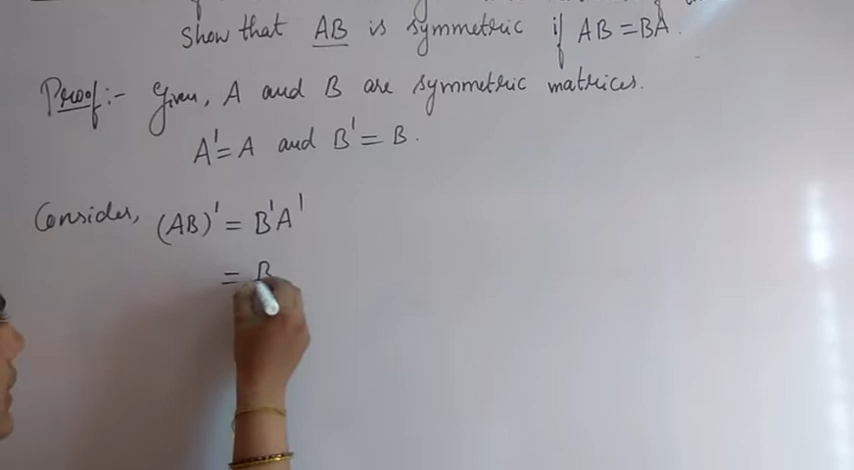 Show that AB is symmetric if AB = BA.
Proof:- Given, A and B are symmetric matrices.
A' = A and B' = B.
Consider, (AB)' = B'A'
= B